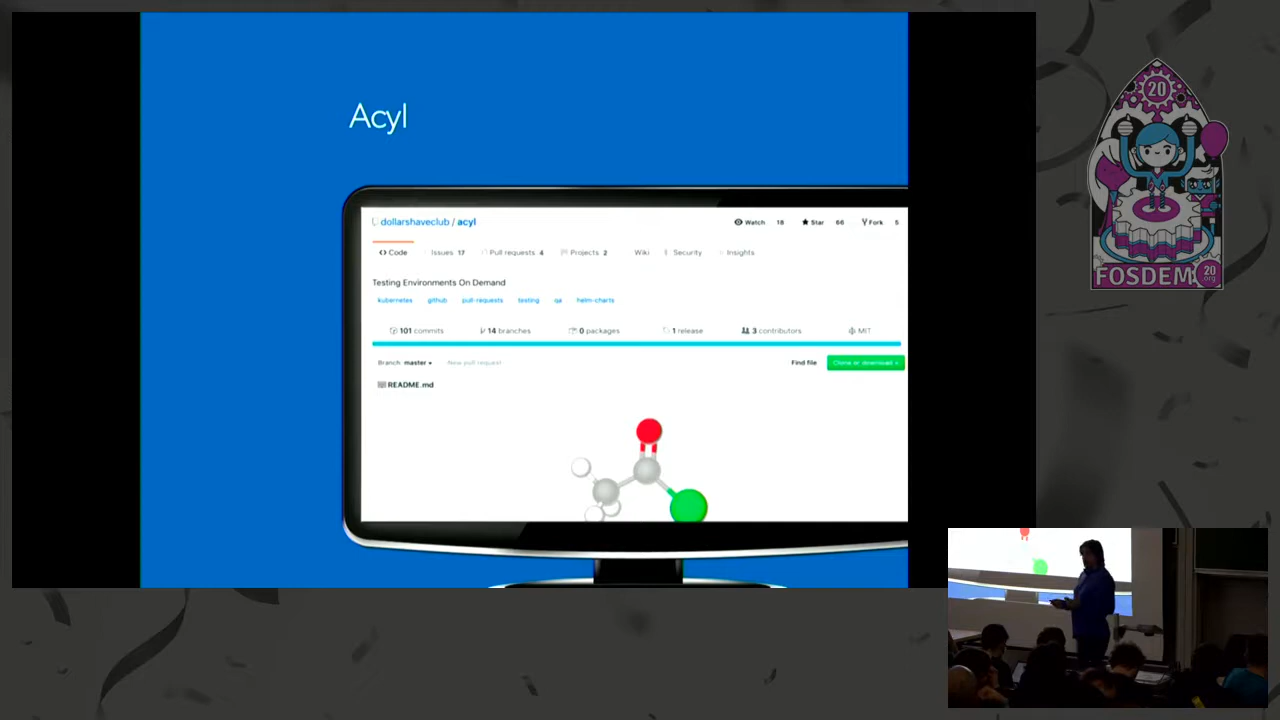 Acyl
dollarshaveclub / acyl
Watch 18 Star 66 Fork 5
Code Issues 17 Pull requests 4 Projects 2 Wiki Security Insights
Testing Environments On Demand
kubernetes github pull-requests testing qa helm-charts
101 commits 14 branches 0 packages 1 release 3 contributors MIT
Branch: master New pull request Find file Clone or download
README.md
20
FOSDEM
20
.org